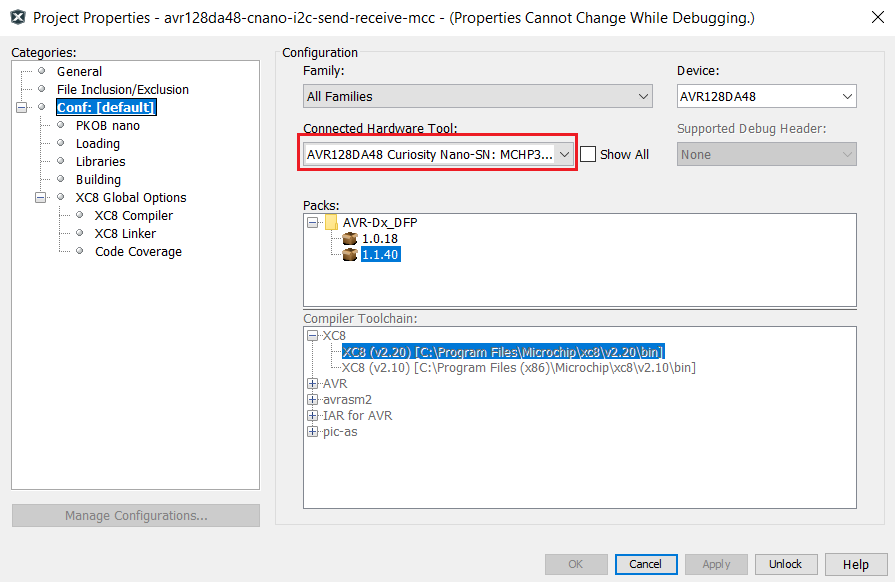 Project Properties - avr128da48-cnano-i2c-send-receive-mcc - (Properties Cannot Change While Debugging.)
Categories:
General
File Inclusion/Exclusion
Conf: [default]
PKOB nano
Loading
Libraries
Building
XC8 Global Options
XC8 Compiler
XC8 Linker
Code Coverage
Manage Configurations...
Configuration
Family:
All Families
Device:
AVR128DA48
Connected Hardware Tool:
AVR128DA48 Curiosity Nano-SN: MCHP3...
Show All
Supported Debug Header:
None
Packs:
AVR-Dx_DFP
1.0.18
1.1.40
Compiler Toolchain:
XC8
XC8 (v2.20) [C:\Program Files\Microchip\xc8\v2.20\bin]
XC8 (v2.10) [C:\Program Files (x86)\Microchip\xc8\v2.10\bin]
AVR
avrasm2
IAR for AVR
pic-as
OK
Cancel
Apply
Unlock
Help